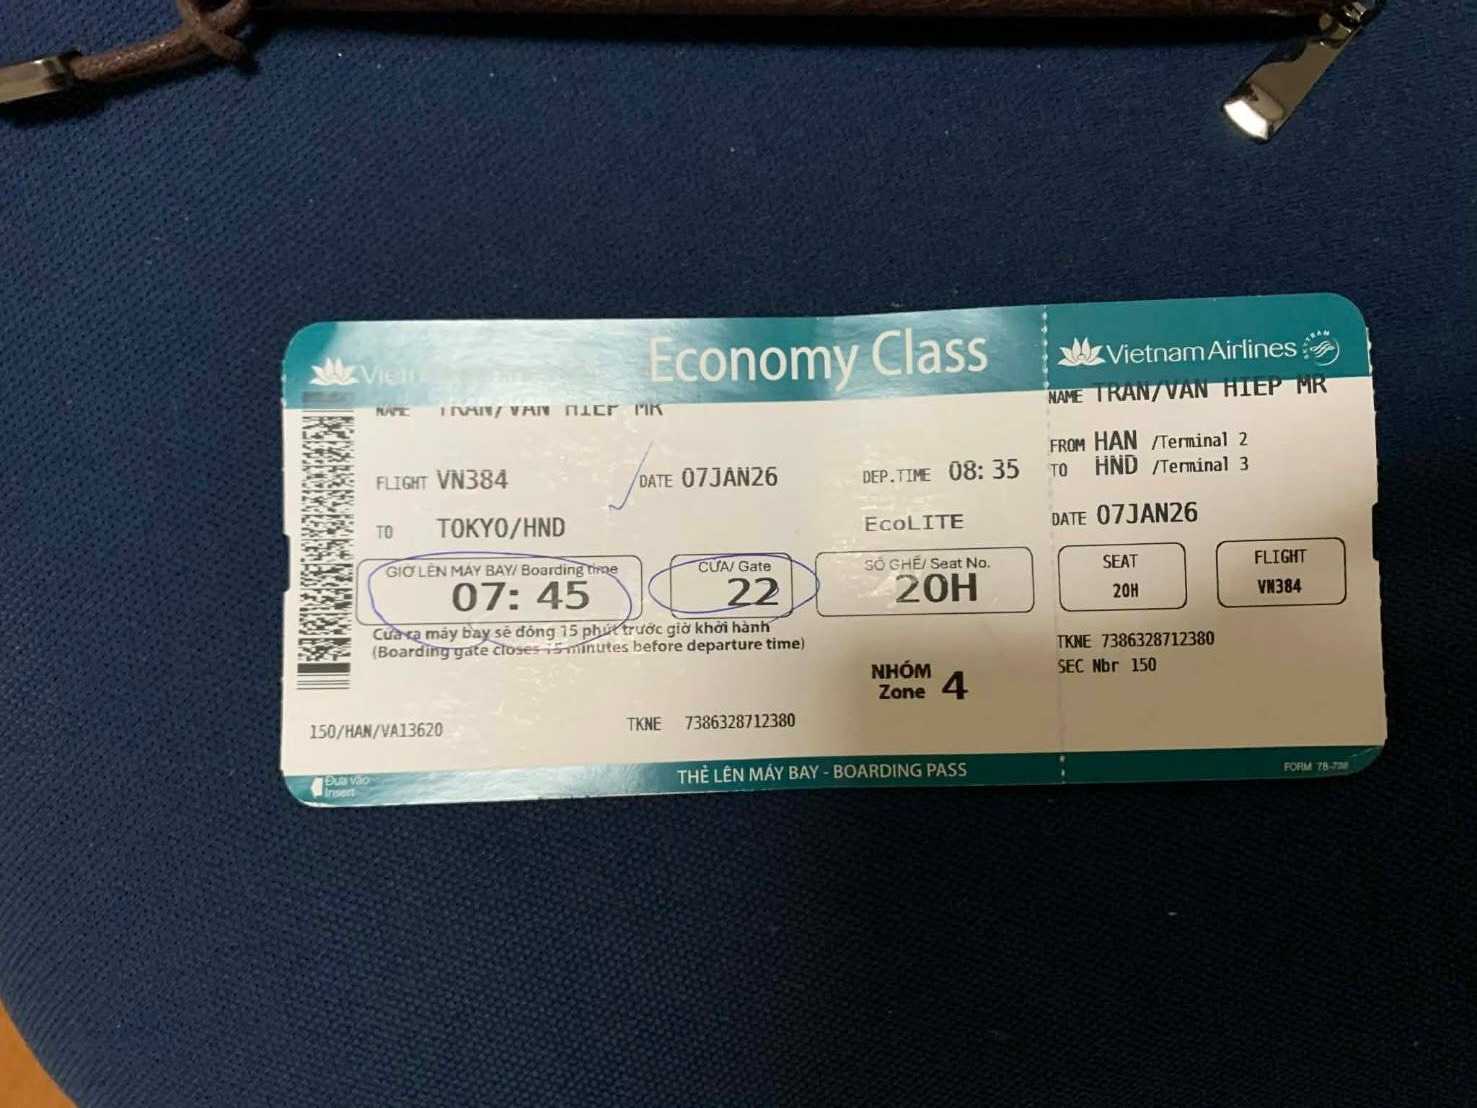 Economy Class
NAME TRAN/VAN HIEP MR
FLIGHT VN384 DATE 07JAN26 DEP.TIME 08:35
TO TOKYO/HND EcoLITE
GIỜ LÊN MÁY BAY/ Boarding time CỬA/ Gate SỐ GHẾ/ Seat No.
07:45 22 20H
Cửa ra máy bay sẽ đóng 15 phút trước giờ khởi hành
(Boarding gate closes 15 minutes before departure time)
NHÓM
Zone 4
150/HAN/VA13620 TKNE 7386328712380
Đưa vào
Insert
THẺ LÊN MÁY BAY - BOARDING PASS
Vietnam Airlines SKYTEAM
NAME TRAN/VAN HIEP MR
FROM HAN /Terminal 2
TO HND /Terminal 3
DATE 07JAN26
SEAT FLIGHT
20H VN384
TKNE 7386328712380
SEC Nbr 150